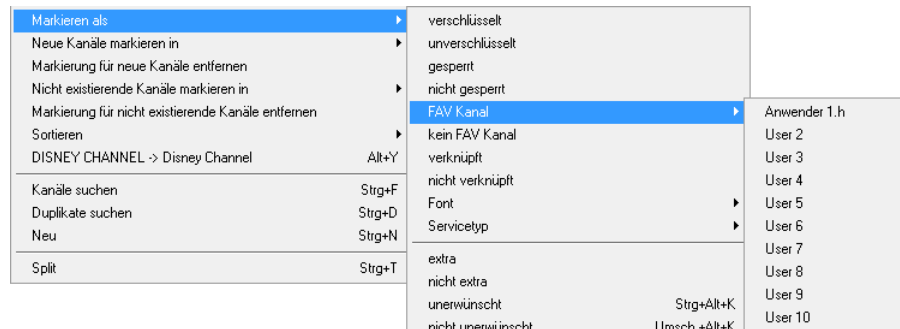 Markieren als
Neue Kanäle markieren in
Markierung für neue Kanäle entfernen
Nicht existierende Kanäle markieren in
Markierung für nicht existierende Kanäle entfernen
Sortieren
DISNEY CHANNEL -> Disney Channel Alt+Y
Kanäle suchen Strg+F
Duplikate suchen Strg+D
Neu Strg+N
Split Strg+T
verschlüsselt
unverschlüsselt
gesperrt
nicht gesperrt
FAV Kanal
kein FAV Kanal
verknüpft
nicht verknüpft
Font
Servicetyp
extra
nicht extra
unerwünscht Strg+Alt+K
nicht unerwünscht Umsch.+Alt+K
Anwender 1.h
User 2
User 3
User 4
User 5
User 6
User 7
User 8
User 9
User 10